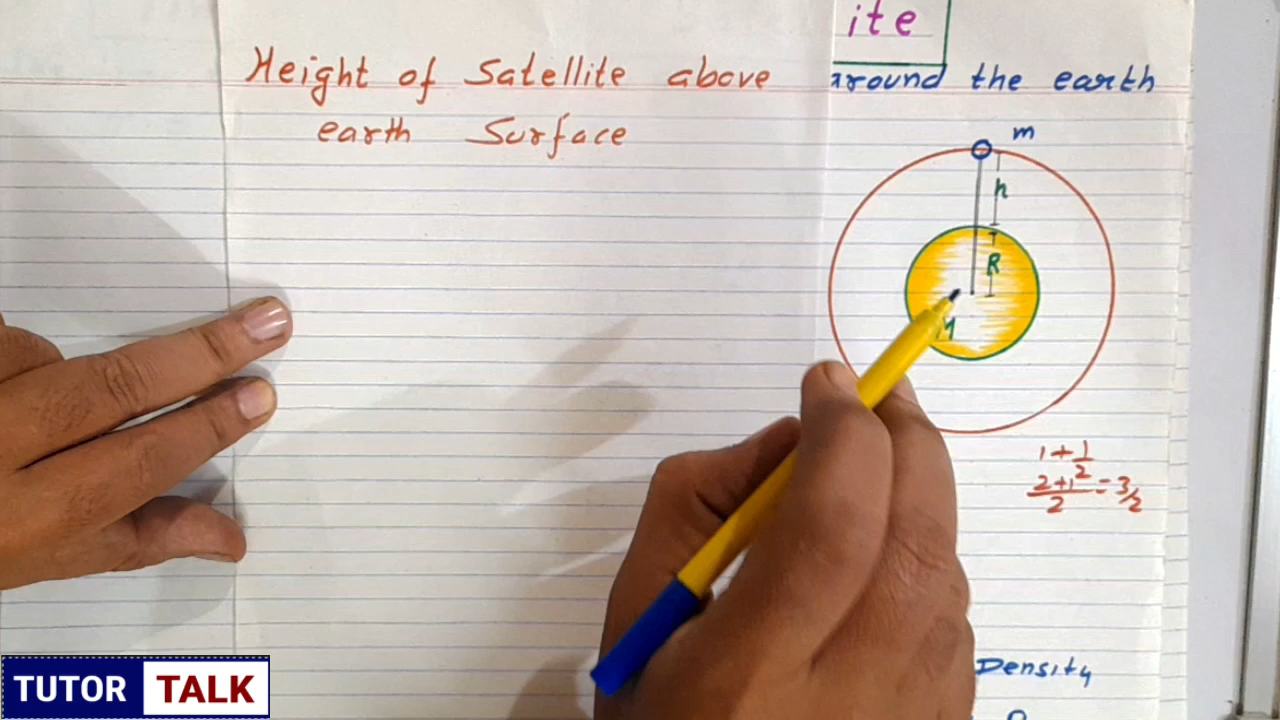 ite
Height of Satellite above
earth Surface
around the earth
m
h
R
M
1 + 1/2
2+1/2 = 3/2
Density
TUTOR TALK